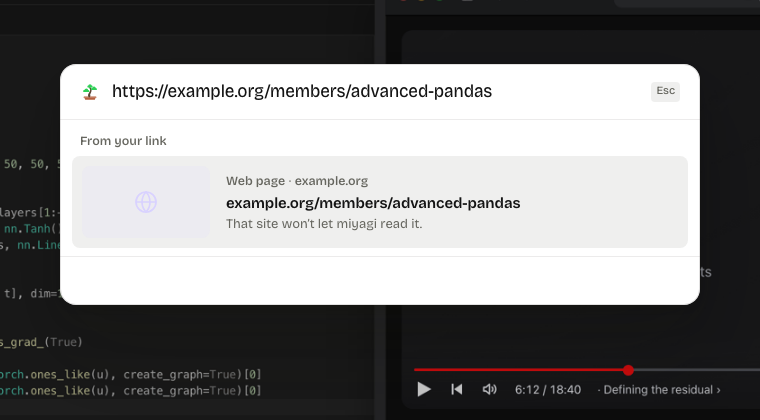 https://example.org/members/advanced-pandas
Esc
From your link
Web page · example.org
example.org/members/advanced-pandas
That site won't let miyagi read it.
50, 50,
ayers[1:
nn.Tanh()
s, nn.Line
t], dim=
s_grad_(True)
orch.ones_like(u), create_graph=True)[0]
orch.ones_like(u), create_graph=True)[0]
ts
6:12 / 18:40 · Defining the residual ›